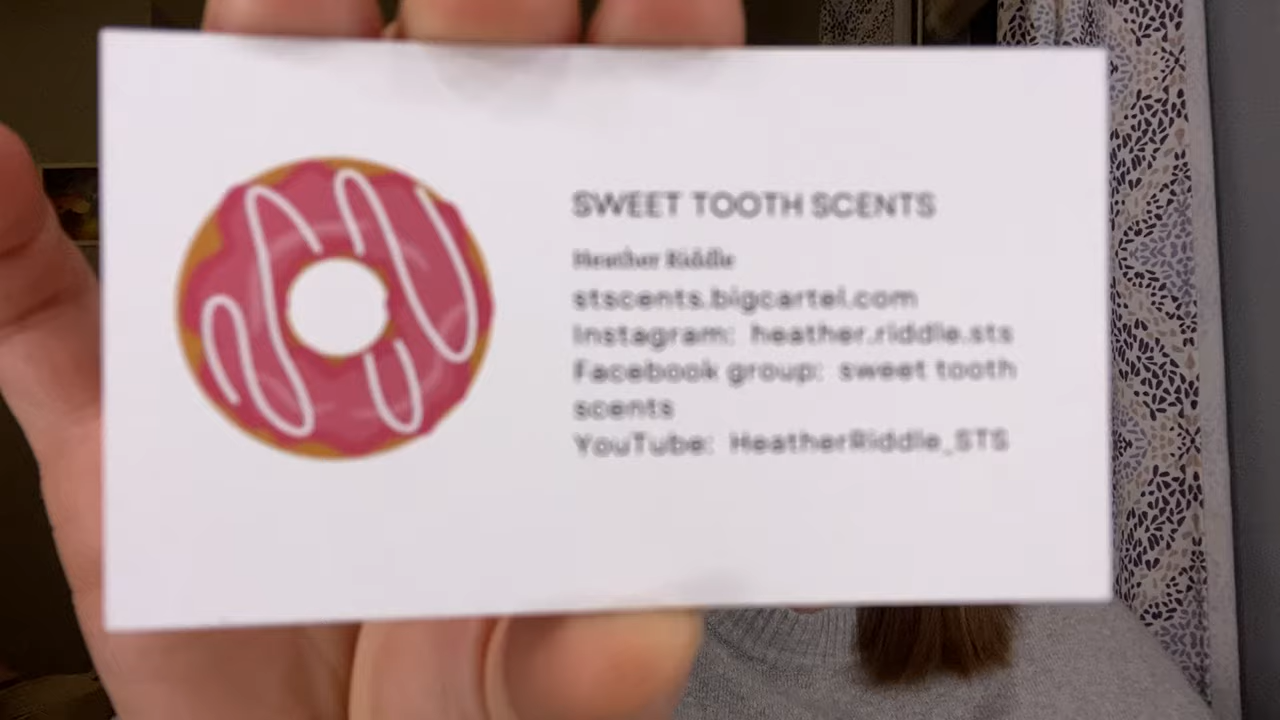 SWEET TOOTH SCENTS
Heather Riddle
stscents.bigcartel.com
Instagram: heather.riddle.sts
Facebook group: sweet tooth
scents
YouTube: HeatherRiddle_STS